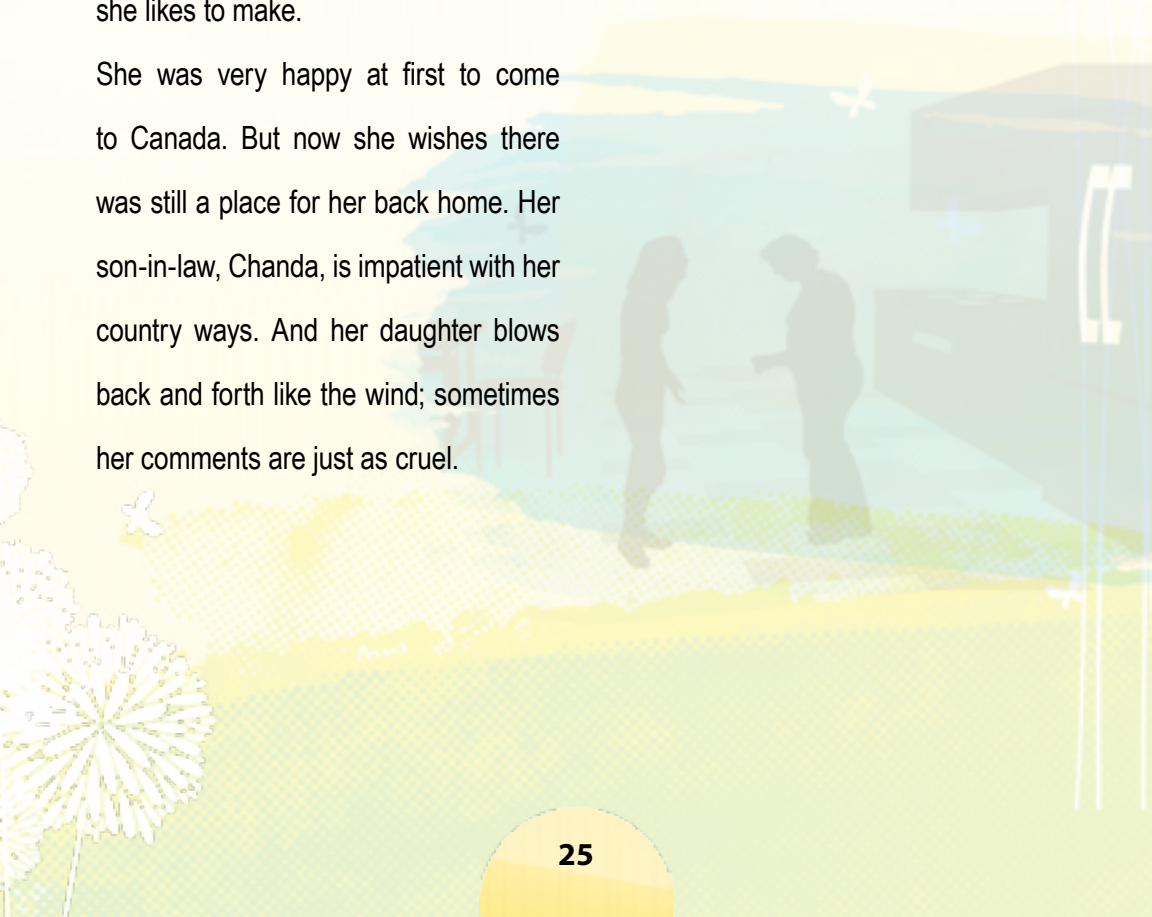 she likes to make.
She was very happy at first to come
to Canada. But now she wishes there
was still a place for her back home. Her
son-in-law, Chanda, is impatient with her
country ways. And her daughter blows
back and forth like the wind; sometimes
her comments are just as cruel.
25